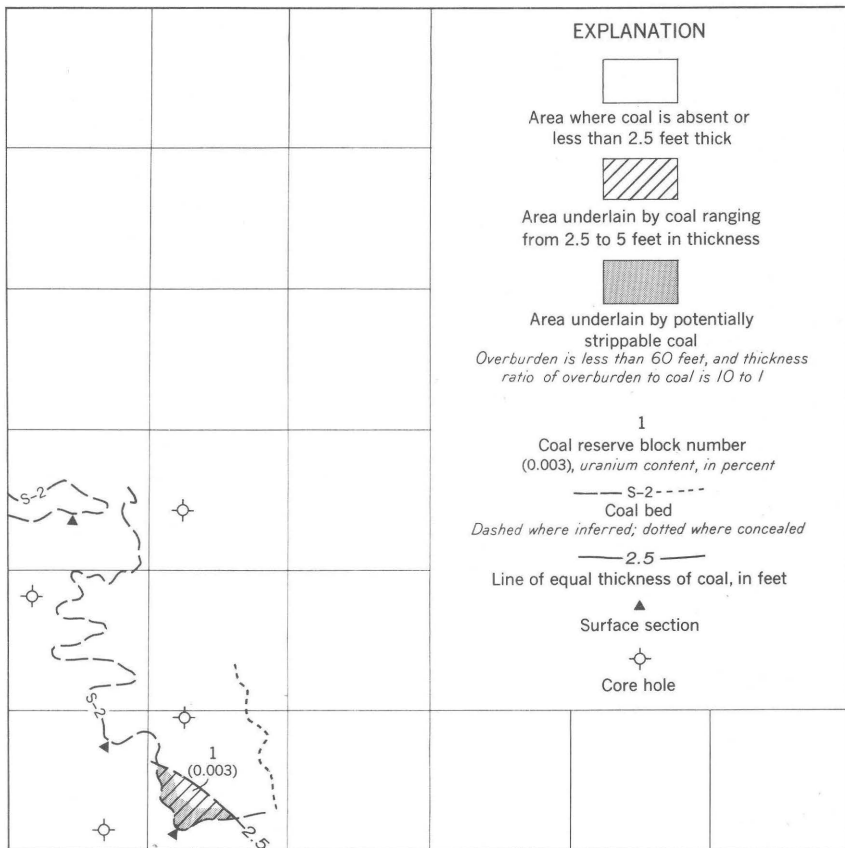 EXPLANATION
Area where coal is absent or
less than 2.5 feet thick
Area underlain by coal ranging
from 2.5 to 5 feet in thickness
Area underlain by potentially
strippable coal
Overburden is less than 60 feet, and thickness
ratio of overburden to coal is 10 to 1
1
Coal reserve block number
(0.003), uranium content, in percent
S-2
Coal bed
Dashed where inferred; dotted where concealed
2.5
Line of equal thickness of coal, in feet
Surface section
Core hole
S-2
S-2
1
(0.003)
2.5